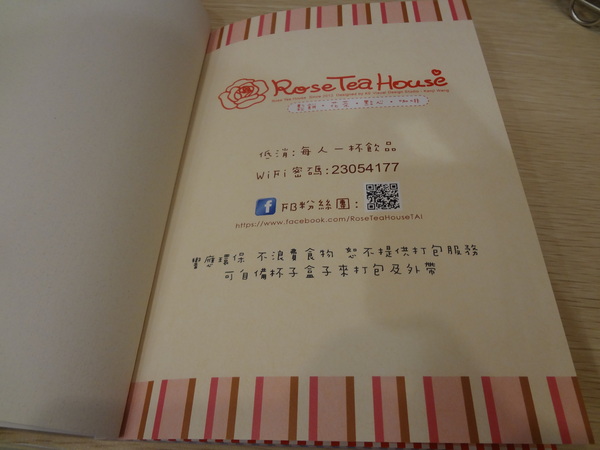 Rose Tea House
低消:每人一杯飲品
WiFi密碼:23054177
f FB粉絲團:
https://www.facebook.com/RoseTeaHouseTAI
響應環保 不浪費食物 恕不提供打包服務
可自備杯子盒子來打包及外帶